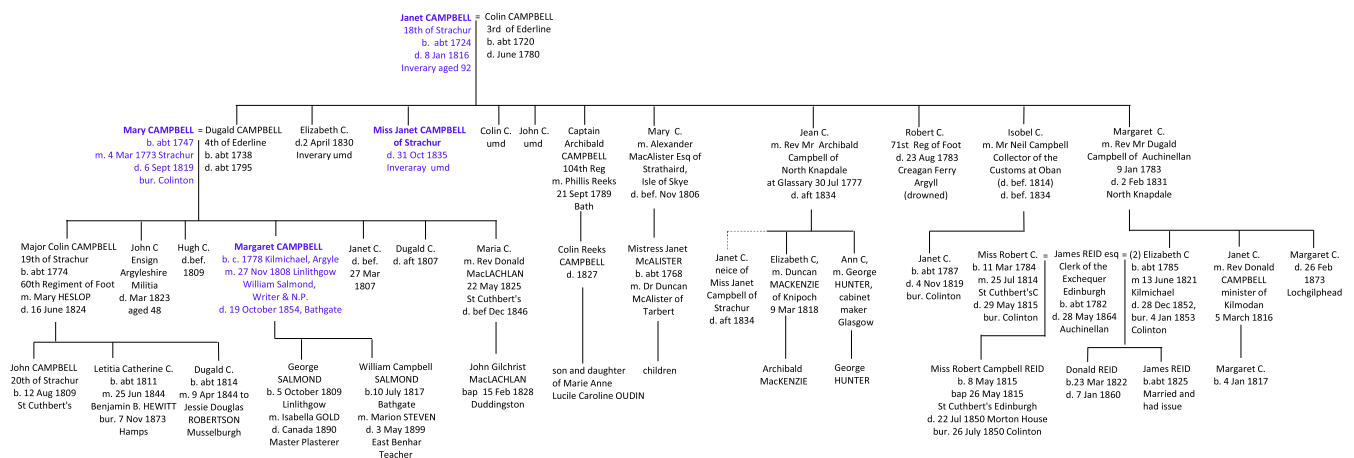 Janet CAMPBELL
18th of Strachur
b. abt 1724
d. 8 Jan 1816
Inverary aged 92
= Colin CAMPBELL
3rd of Ederline
b. abt 1720
d. June 1780
Mary CAMPBELL
b. abt 1747
m. 4 Mar 1773 Strachur
d. 6 Sept 1819
bur. Colinton
= Dugald CAMPBELL
4th of Ederline
b. abt 1738
d. abt 1795
Elizabeth C.
d.2 April 1830
Inverary umd
Miss Janet CAMPBELL
of Strachur
d. 31 Oct 1835
Inveraray umd
Colin C.
umd
John C.
umd
Captain
Archibald
CAMPBELL
104th Reg
m. Phillis Reeks
21 Sept 1789
Bath
Mary C.
m. Alexander
MacAlister Esq of
Strathaird,
Isle of Skye
d. bef. Nov 1806
Jean C.
m. Rev Mr Archibald
Campbell of
North Knapdale
at Glassary 30 Jul 1777
d. aft 1834
Robert C.
71st Reg of Foot
d. 23 Aug 1783
Creagan Ferry
Argyll
(drowned)
Isobel C.
m. Mr Neil Campbell
Collector of the
Customs at Oban
(d. bef. 1814)
d. bef. 1834
Margaret C.
m. Rev Mr Dugald
Campbell of Auchinellan
9 Jan 1783
d. 2 Feb 1831
North Knapdale
Major Colin CAMPBELL
19th of Strachur
b. abt 1774
60th Regiment of Foot
m. Mary HESLOP
d. 16 June 1824
John C
Ensign
Argyleshire
Militia
d. Mar 1823
aged 48
Hugh C.
d.bef.
1809
Margaret CAMPBELL
b. c. 1778 Kilmichael, Argyle
m. 27 Nov 1808 Linlithgow
William Salmond,
Writer & N.P.
d. 19 October 1854, Bathgate
Janet C.
d. bef.
27 Mar
1807
Dugald C.
d. aft 1807
Maria C.
m. Rev Donald
MacLACHLAN
22 May 1825
St Cuthbert's
d. bef Dec 1846
Colin Reeks
CAMPBELL
d. 1827
Mistress Janet
McALISTER
b. abt 1768
m. Dr Duncan
McAlister of
Tarbert
Janet C.
neice of
Miss Janet
Campbell of
Strachur
d. aft 1834
Elizabeth C,
m. Duncan
MACKENZIE
of Knipoch
9 Mar 1818
Ann C,
m. George
HUNTER,
cabinet
maker
Glasgow
Janet C.
b. abt 1787
d. 4 Nov 1819
bur. Colinton
Miss Robert C.
b. 11 Mar 1784
m. 25 Jul 1814
St Cuthbert'sC
d. 29 May 1815
bur. Colinton
= James REID esq =
Clerk of the
Exchequer
Edinburgh
b. abt 1782
d. 28 May 1864
Auchinellan
(2) Elizabeth C
b. abt 1785
m 13 June 1821
Kilmichael
d. 28 Dec 1852,
bur. 4 Jan 1853
Colinton
Janet C.
m. Rev Donald
CAMPBELL
minister of
Kilmodan
5 March 1816
Margaret C.
d. 26 Feb
1873
Lochgilphead
John CAMPBELL
20th of Strachur
b. 12 Aug 1809
St Cuthbert's
Letitia Catherine C.
b. abt 1811
m. 25 Jun 1844
Benjamin B. HEWITT
bur. 7 Nov 1873
Hamps
Dugald C.
b. abt 1814
m. 9 Apr 1844 to
Jessie Douglas
ROBERTSON
Musselburgh
George
SALMOND
b. 5 October 1809
Linlithgow
m. Isabella GOLD
d. Canada 1890
Master Plasterer
William Campbell
SALMOND
b.10 July 1817
Bathgate
m. Marion STEVEN
d. 3 May 1899
East Benhar
Teacher
John Gilchrist
MacLACHLAN
bap 15 Feb 1828
Duddingston
son and daughter
of Marie Anne
Lucile Caroline OUDIN
children
Archibald
MacKENZIE
George
HUNTER
Miss Robert Campbell REID
b. 8 May 1815
bap 26 May 1815
St Cuthbert's Edinburgh
d. 22 Jul 1850 Morton House
bur. 26 July 1850 Colinton
Donald REID
b.23 Mar 1822
d. 7 Jan 1860
James REID
b.abt 1825
Married and
had issue
Margaret C.
b. 4 Jan 1817